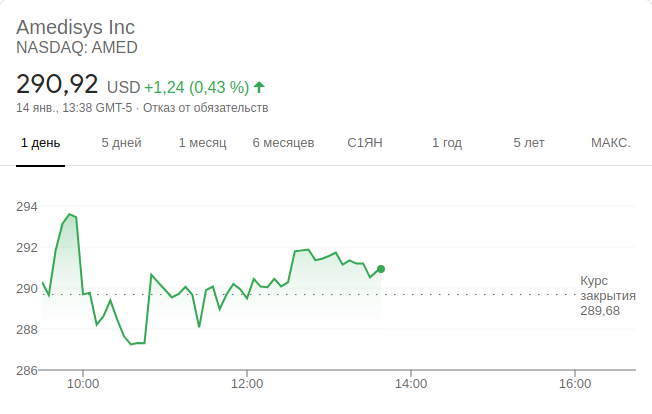 Amedisys Inc
NASDAQ: AMED
290,92 USD +1,24 (0,43 %)
14 янв., 13:38 GMT-5 · Отказ от обязательств
1 день 5 дней 1 месяц 6 месяцев С1ЯН 1 год 5 лет МАКС.
294
292
290
288
286
Курс
закрытия
289,68
10:00 12:00 14:00 16:00